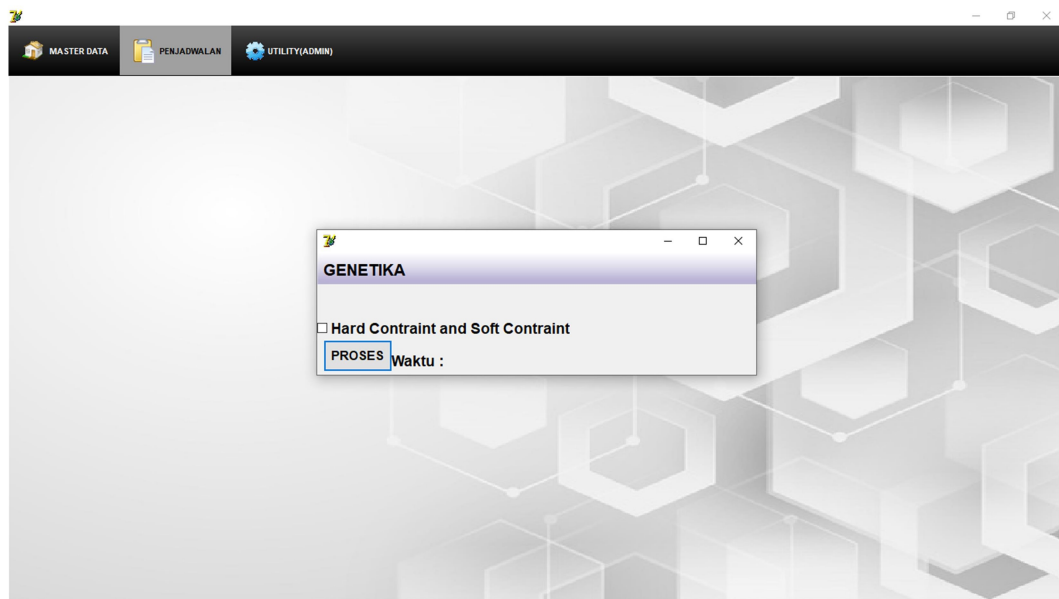 MASTER DATA
PENJADWALAN
UTILITY(ADMIN)
GENETIKA
Hard Contraint and Soft Contraint
PROSES
Waktu :